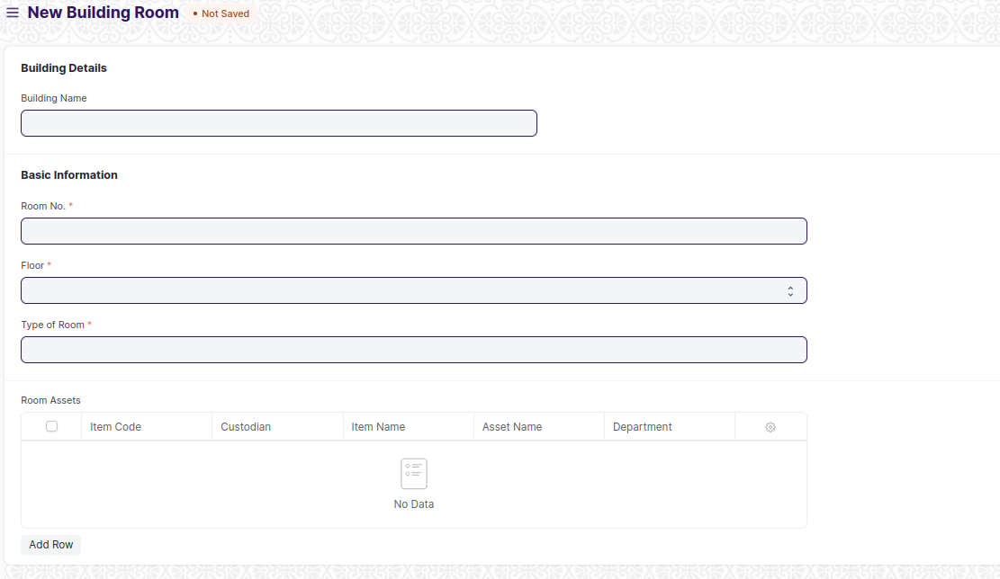 New Building Room • Not Saved
Building Details
Building Name
Basic Information
Room No. *
Floor *
Type of Room *
Room Assets
Item Code Custodian Item Name Asset Name Department
No Data
Add Row